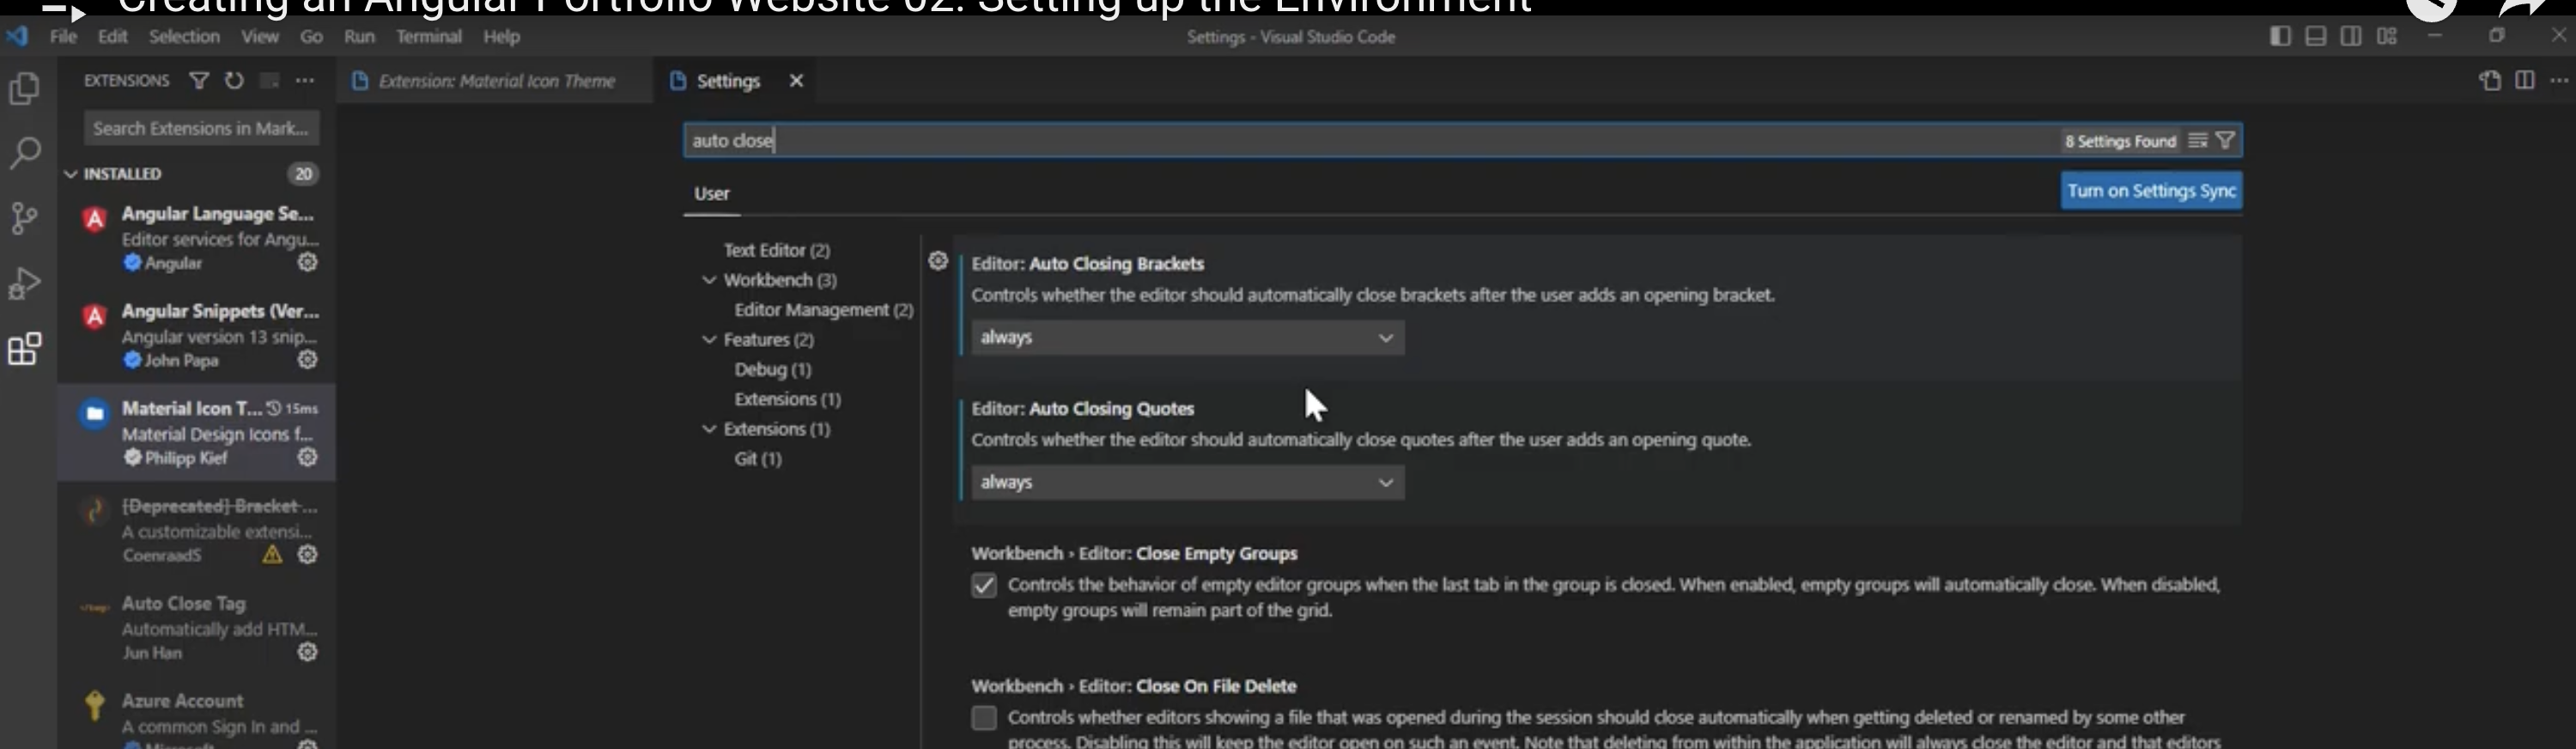 Creating an Angular Portfolio Website 02: Setting up the Environment
File Edit Selection View Go Run Terminal Help
Settings - Visual Studio Code
EXTENSIONS
Extension: Material Icon Theme
Settings
Search Extensions in Mark...
INSTALLED 20
Angular Language Se...
Editor services for Angu...
Angular
Angular Snippets (Ver...
Angular version 13 snip...
John Papa
Material Icon T... 15ms
Material Design Icons f...
Philipp Kief
[Deprecated] Bracket ...
A customizable extensi...
CoenraadS
Auto Close Tag
Automatically add HTM...
Jun Han
Azure Account
A common Sign In and ...
Microsoft
auto close
8 Settings Found
User
Turn on Settings Sync
Text Editor (2)
Workbench (3)
Editor Management (2)
Features (2)
Debug (1)
Extensions (1)
Extensions (1)
Git (1)
Editor: Auto Closing Brackets
Controls whether the editor should automatically close brackets after the user adds an opening bracket.
always
Editor: Auto Closing Quotes
Controls whether the editor should automatically close quotes after the user adds an opening quote.
always
Workbench › Editor: Close Empty Groups
Controls the behavior of empty editor groups when the last tab in the group is closed. When enabled, empty groups will automatically close. When disabled,
empty groups will remain part of the grid.
Workbench › Editor: Close On File Delete
Controls whether editors showing a file that was opened during the session should close automatically when getting deleted or renamed by some other
process. Disabling this will keep the editor open on such an event. Note that deleting from within the application will always close the editor and that editors